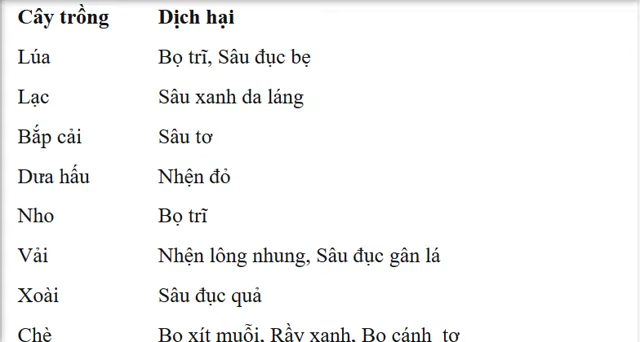 Cây trồng Dịch hại
Lúa Bọ trĩ, Sâu đục bẹ
Lạc Sâu xanh da láng
Bắp cải Sâu tơ
Dưa hấu Nhện đỏ
Nho Bọ trĩ
Vải Nhện lông nhung, Sâu đục gân lá
Xoài Sâu đục quả
Chè Bọ xít muỗi, Rầy xanh, Bọ cánh tơ